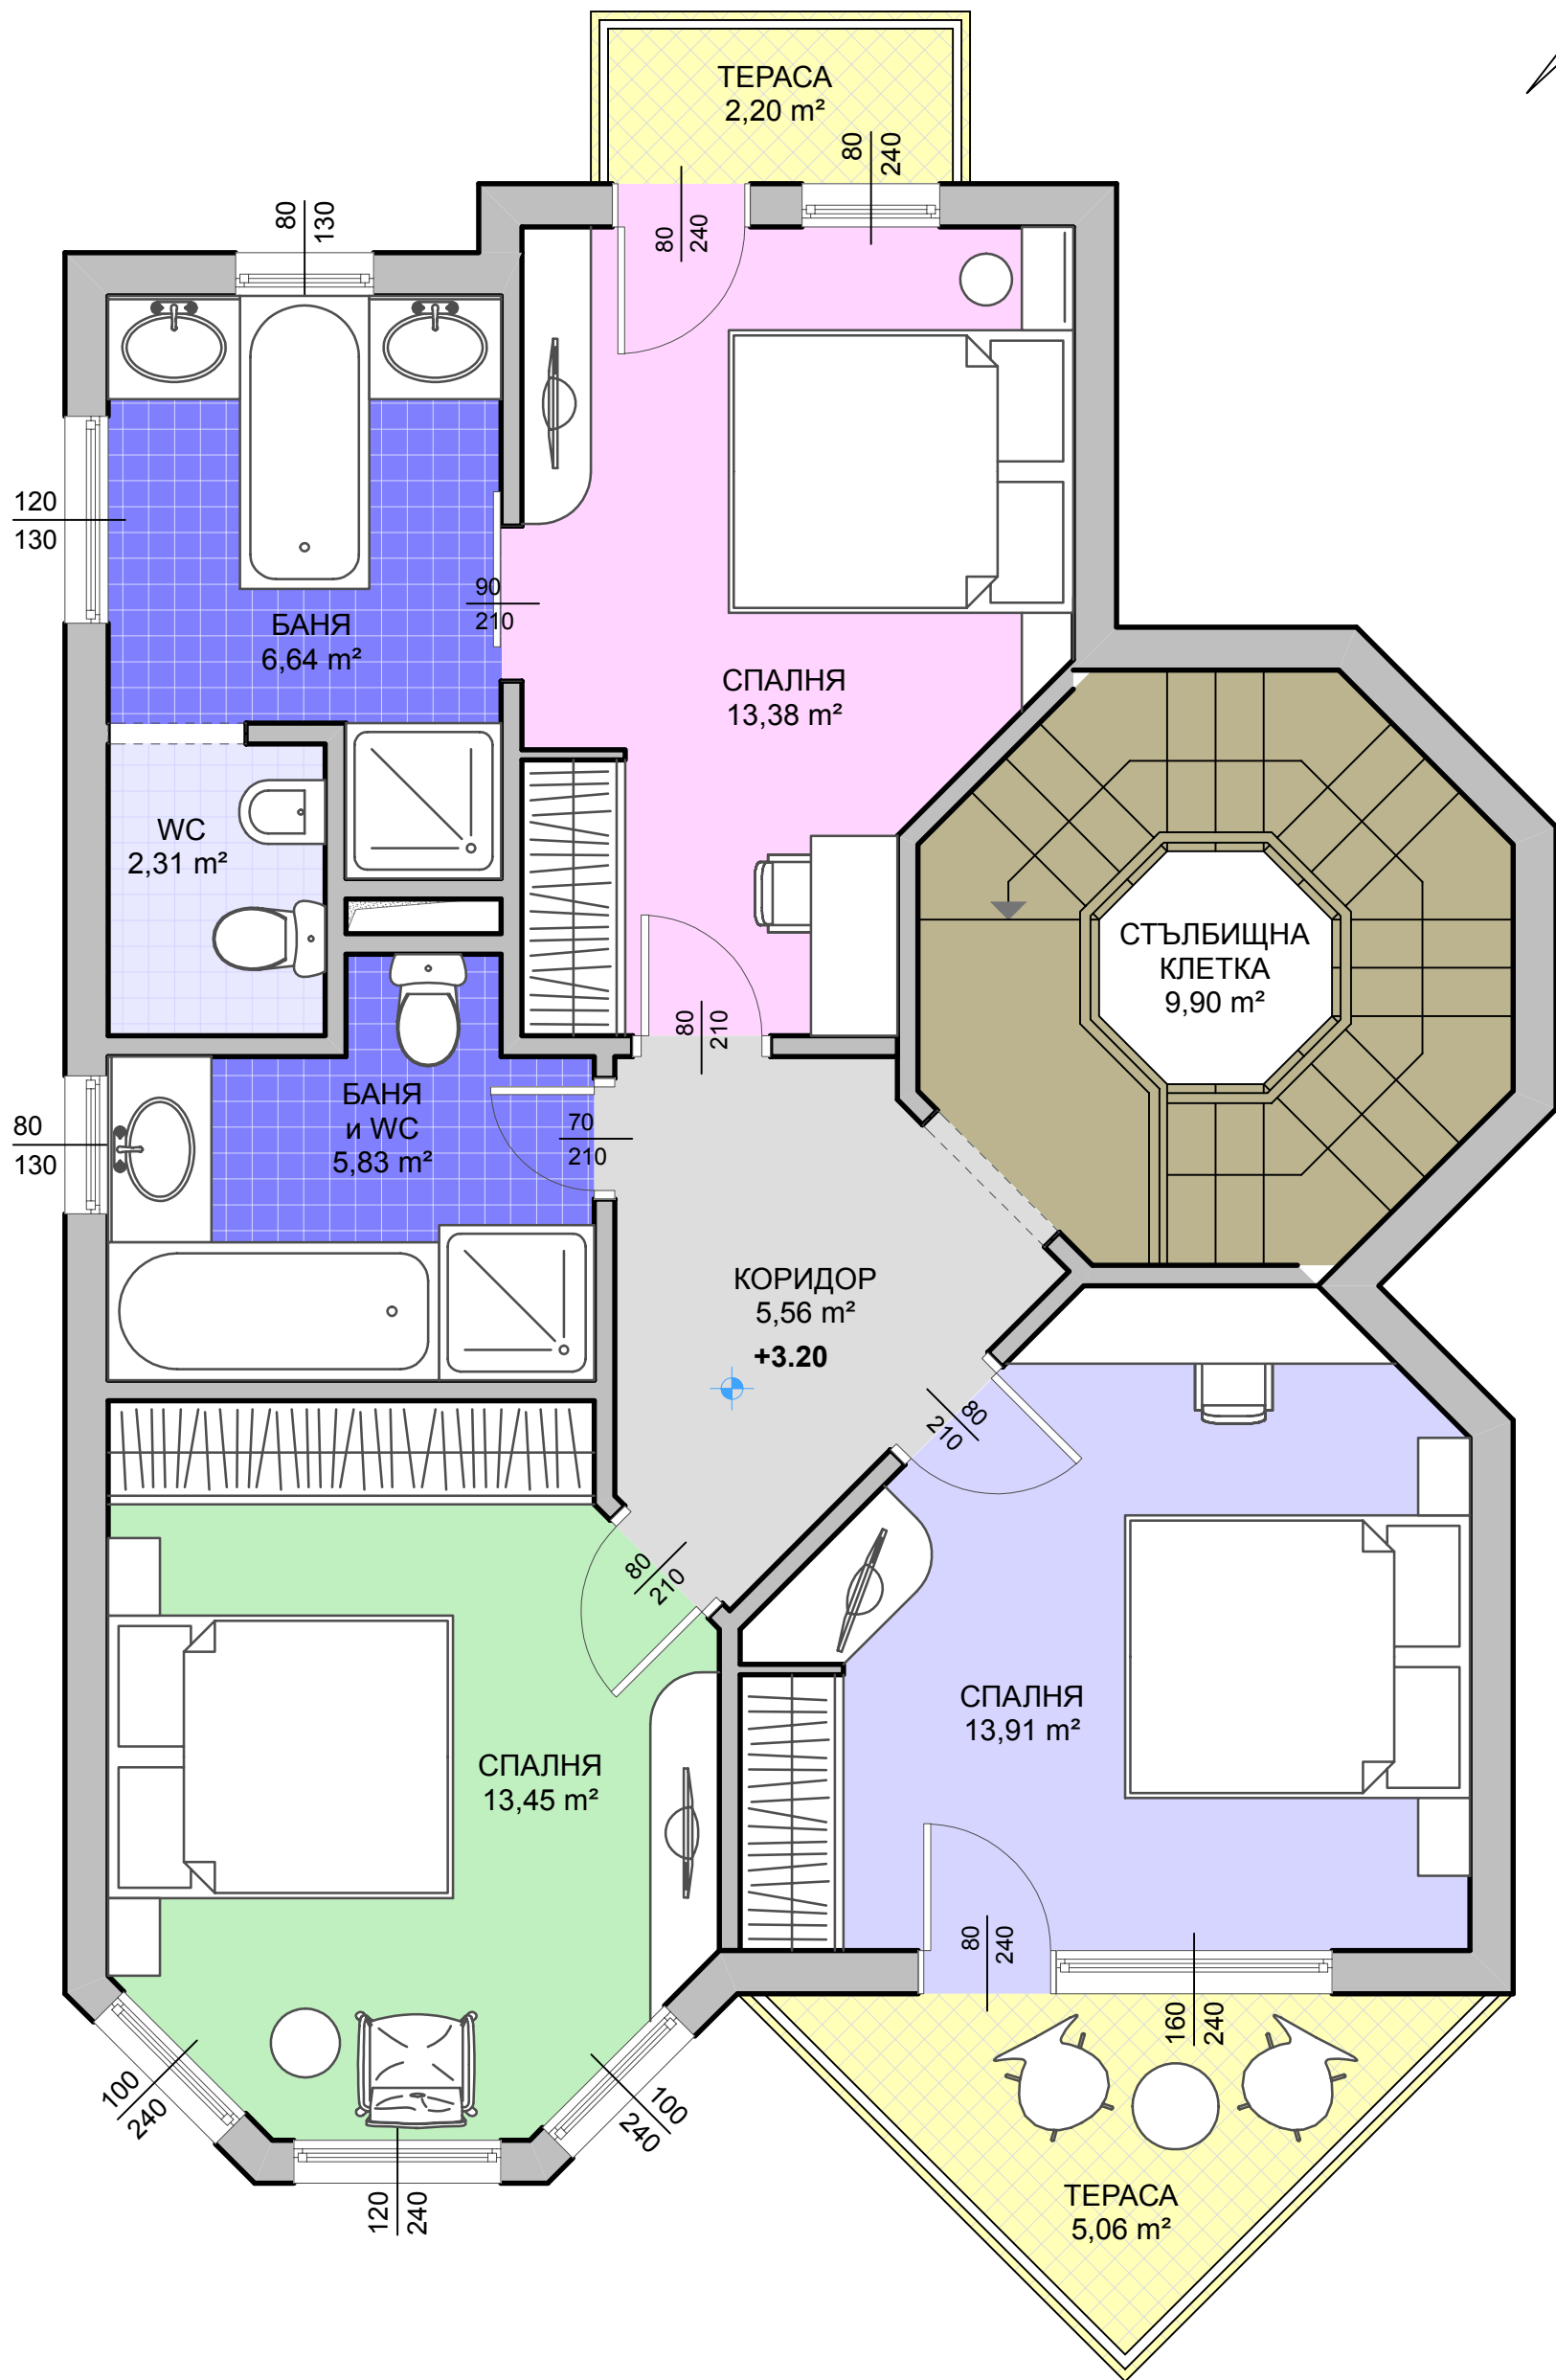 ТЕРАСА
2,20 m²
80
240
80
240
80
130
120
130
90
210
БАНЯ
6,64 m²
СПАЛНЯ
13,38 m²
WC
2,31 m²
СТЪЛБИЩНА
КЛЕТКА
9,90 m²
80
210
БАНЯ
и WC
5,83 m²
70
210
80
130
КОРИДОР
5,56 m²
+3.20
80
210
80
210
СПАЛНЯ
13,91 m²
СПАЛНЯ
13,45 m²
80
240
160
240
100
240
100
240
120
240
ТЕРАСА
5,06 m²